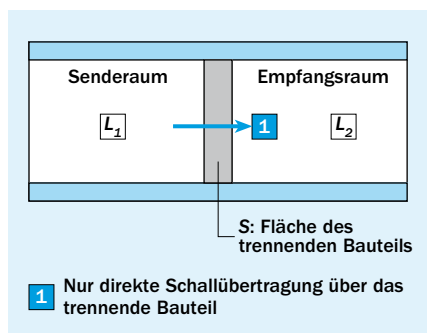 Senderaum Empfangsraum
L1 1 L2
S: Fläche des
trennenden Bauteils
1 Nur direkte Schallübertragung über das
trennende Bauteil